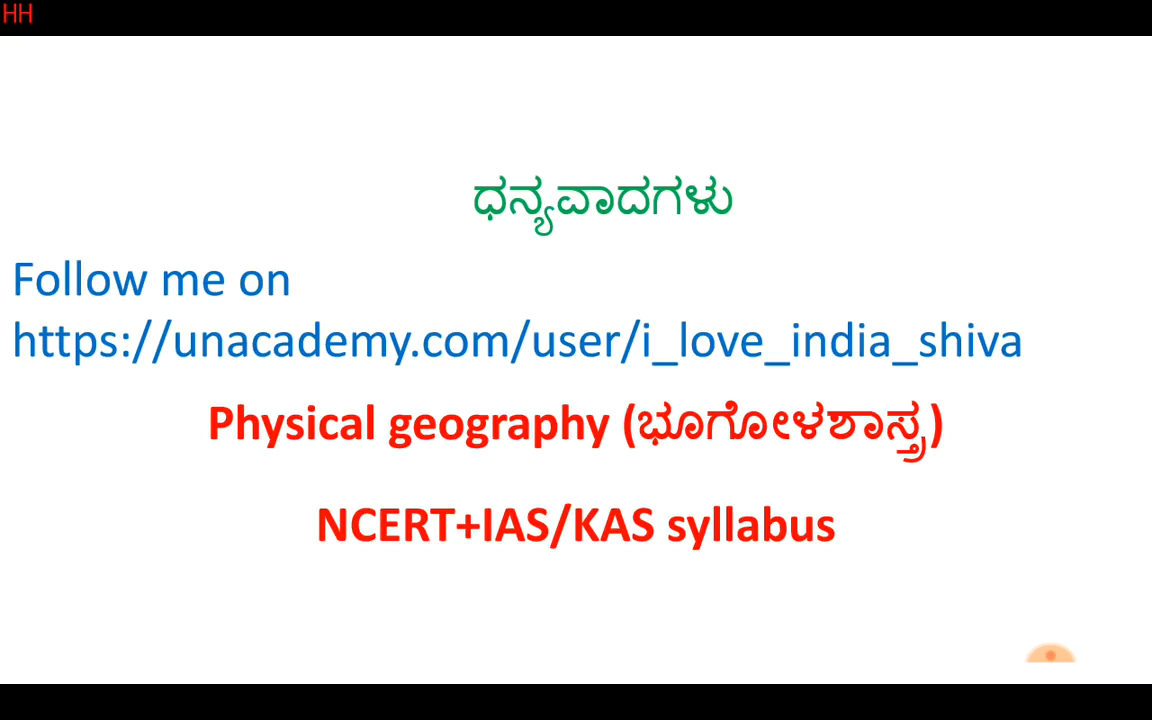 HH
ಧನ್ಯವಾದಗಳು
Follow me on
https://unacademy.com/user/i_love_india_shiva
Physical geography (ಭೂಗೋಳಶಾಸ್ತ್ರ)
NCERT+IAS/KAS syllabus